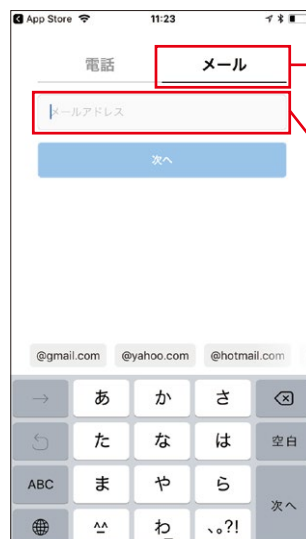 App Store 11:23
電話 メール
メールアドレス
次へ
@gmail.com @yahoo.com @hotmail.com
→ あ か さ
た な は 空白
ABC ま や ら
次へ
^^ わ 、。?!